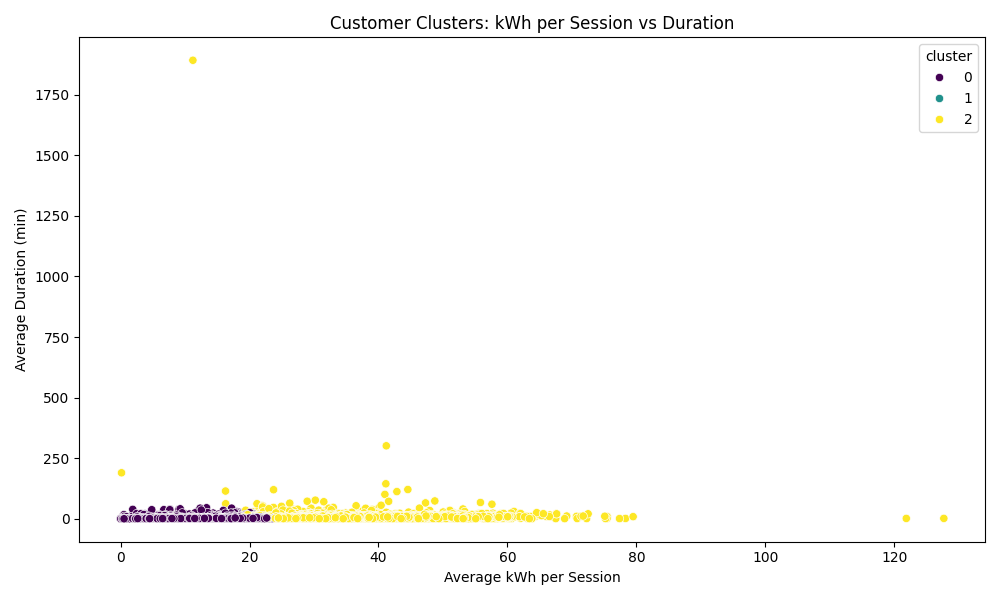 Customer Clusters: kWh per Session vs Duration
cluster
0
1
2
Average Duration (min)
1750
1500
1250
1000
750
500
250
0
0 20 40 60 80 100 120
Average kWh per Session